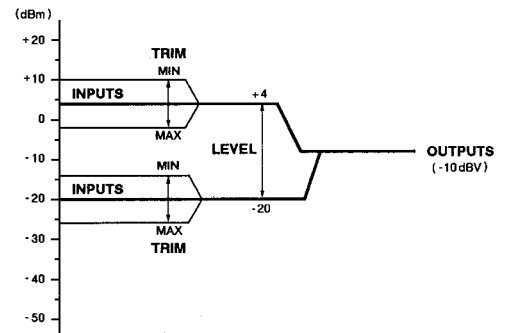 (dBm)
+20
TRIM
+10
MIN
INPUTS
+4
0
MAX
LEVEL
-10
OUTPUTS
(-10dBV)
MIN
INPUTS
-20
-20
MAX
TRIM
-30
-40
-50